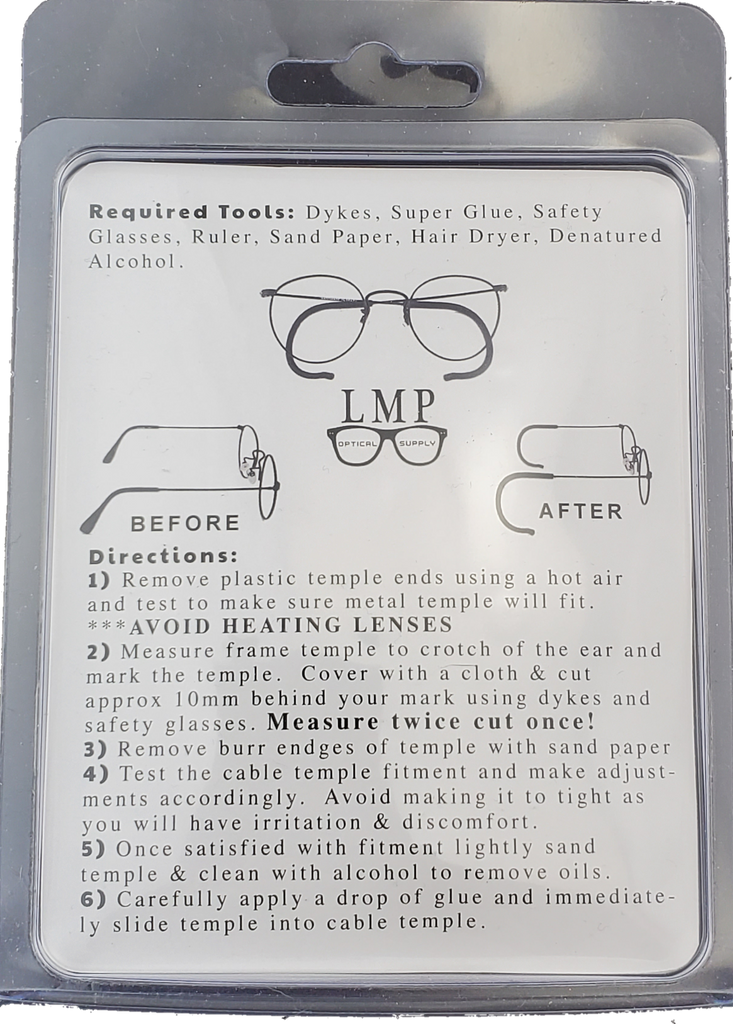 Required Tools: Dykes, Super Glue, Safety
Glasses, Ruler, Sand Paper, Hair Dryer, Denatured
Alcohol.
LMP
OPTICAL SUPPLY
BEFORE
AFTER
Directions:
1) Remove plastic temple ends using a hot air
and test to make sure metal temple will fit.
***AVOID HEATING LENSES
2) Measure frame temple to crotch of the ear and
mark the temple. Cover with a cloth & cut
approx 10mm behind your mark using dykes and
safety glasses. Measure twice cut once!
3) Remove burr endges of temple with sand paper
4) Test the cable temple fitment and make adjust-
ments accordingly. Avoid making it to tight as
you will have irritation & discomfort.
5) Once satisfied with fitment lightly sand
temple & clean with alcohol to remove oils.
6) Carefully apply a drop of glue and immediate-
ly slide temple into cable temple.